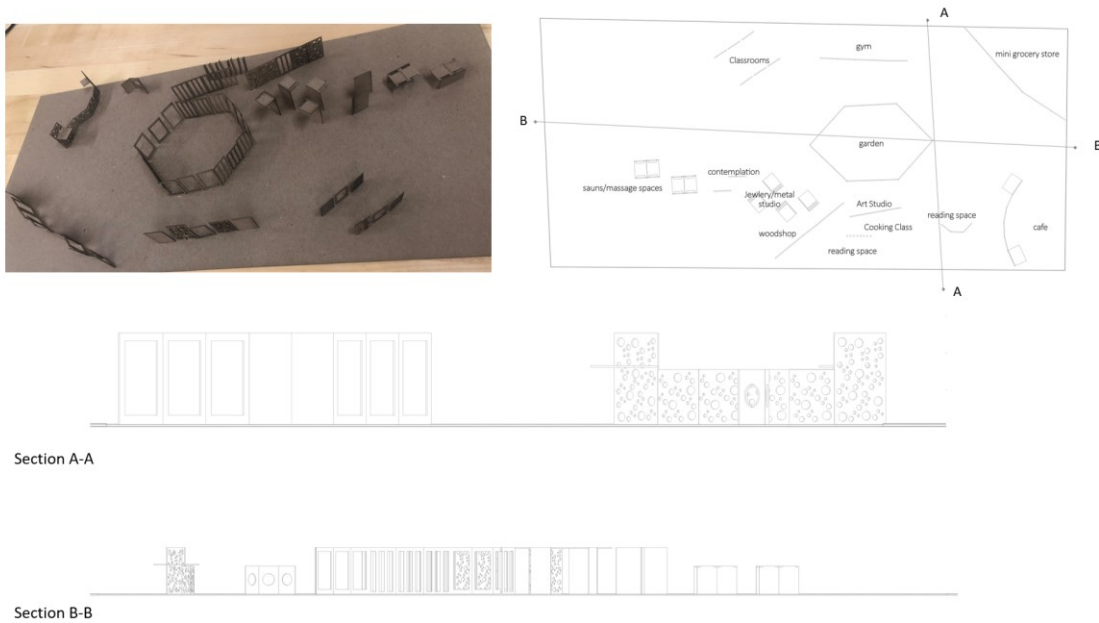 A
gym
Classrooms
mini grocery store
B
B
garden
contemplation
sauns/massage spaces
Jewlery/metal
studio
Art Studio
reading space
Cooking Class
cafe
woodshop
reading space
A
Section A-A
Section B-B